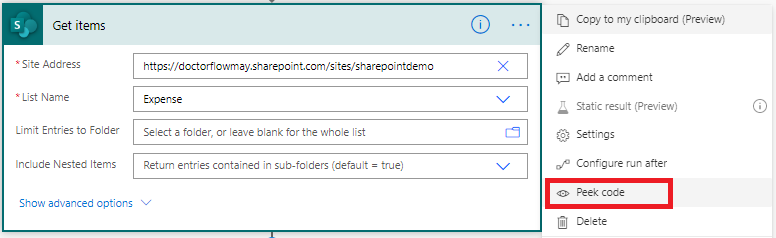 Get items
* Site Address
https://doctorflowmay.sharepoint.com/sites/sharepointdemo
* List Name
Expense
Limit Entries to Folder
Select a folder, or leave blank for the whole list
Include Nested Items
Return entries contained in sub-folders (default = true)
Show advanced options
Copy to my clipboard (Preview)
Rename
Add a comment
Static result (Preview)
Settings
Configure run after
Peek code
Delete